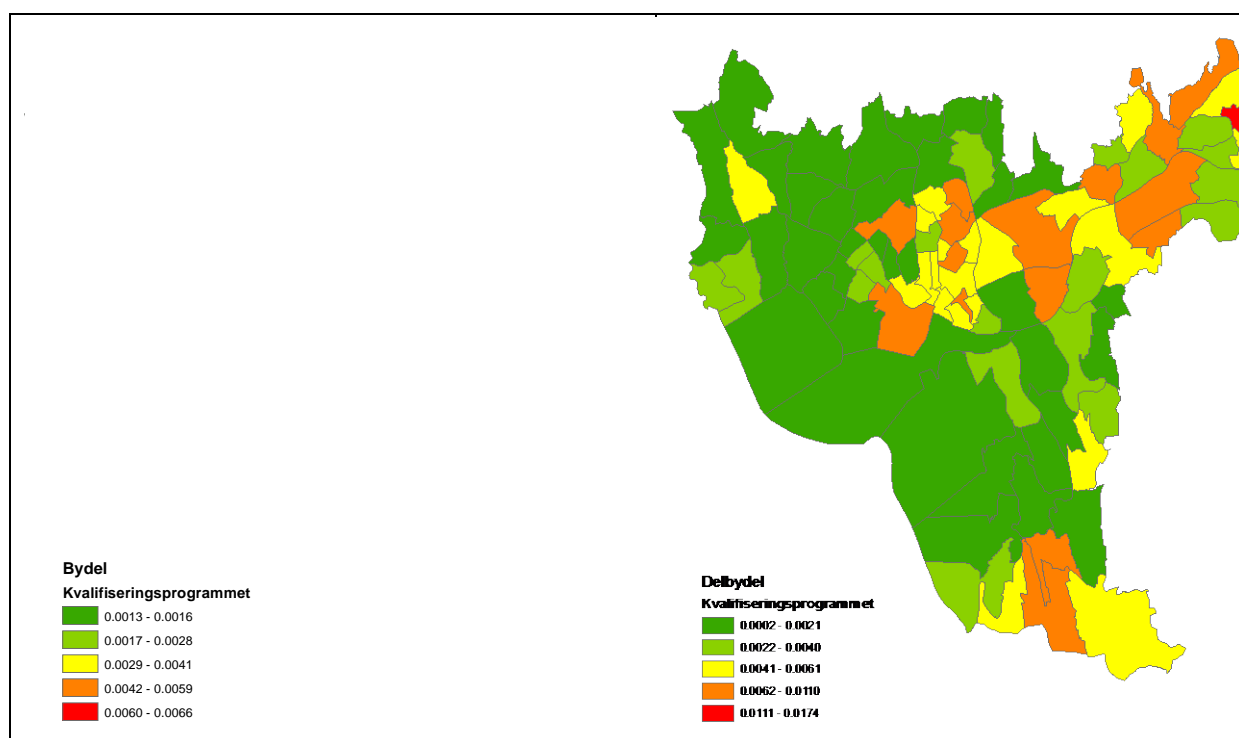 Bydel
Kvalifiseringsprogrammet
0.0013 - 0.0016
0.0017 - 0.0028
0.0029 - 0.0041
0.0042 - 0.0059
0.0060 - 0.0066
Delbydel
Kvalifiseringsprogrammet
0.0002 - 0.0021
0.0022 - 0.0040
0.0041 - 0.0061
0.0062 - 0.0110
0.0111 - 0.0174